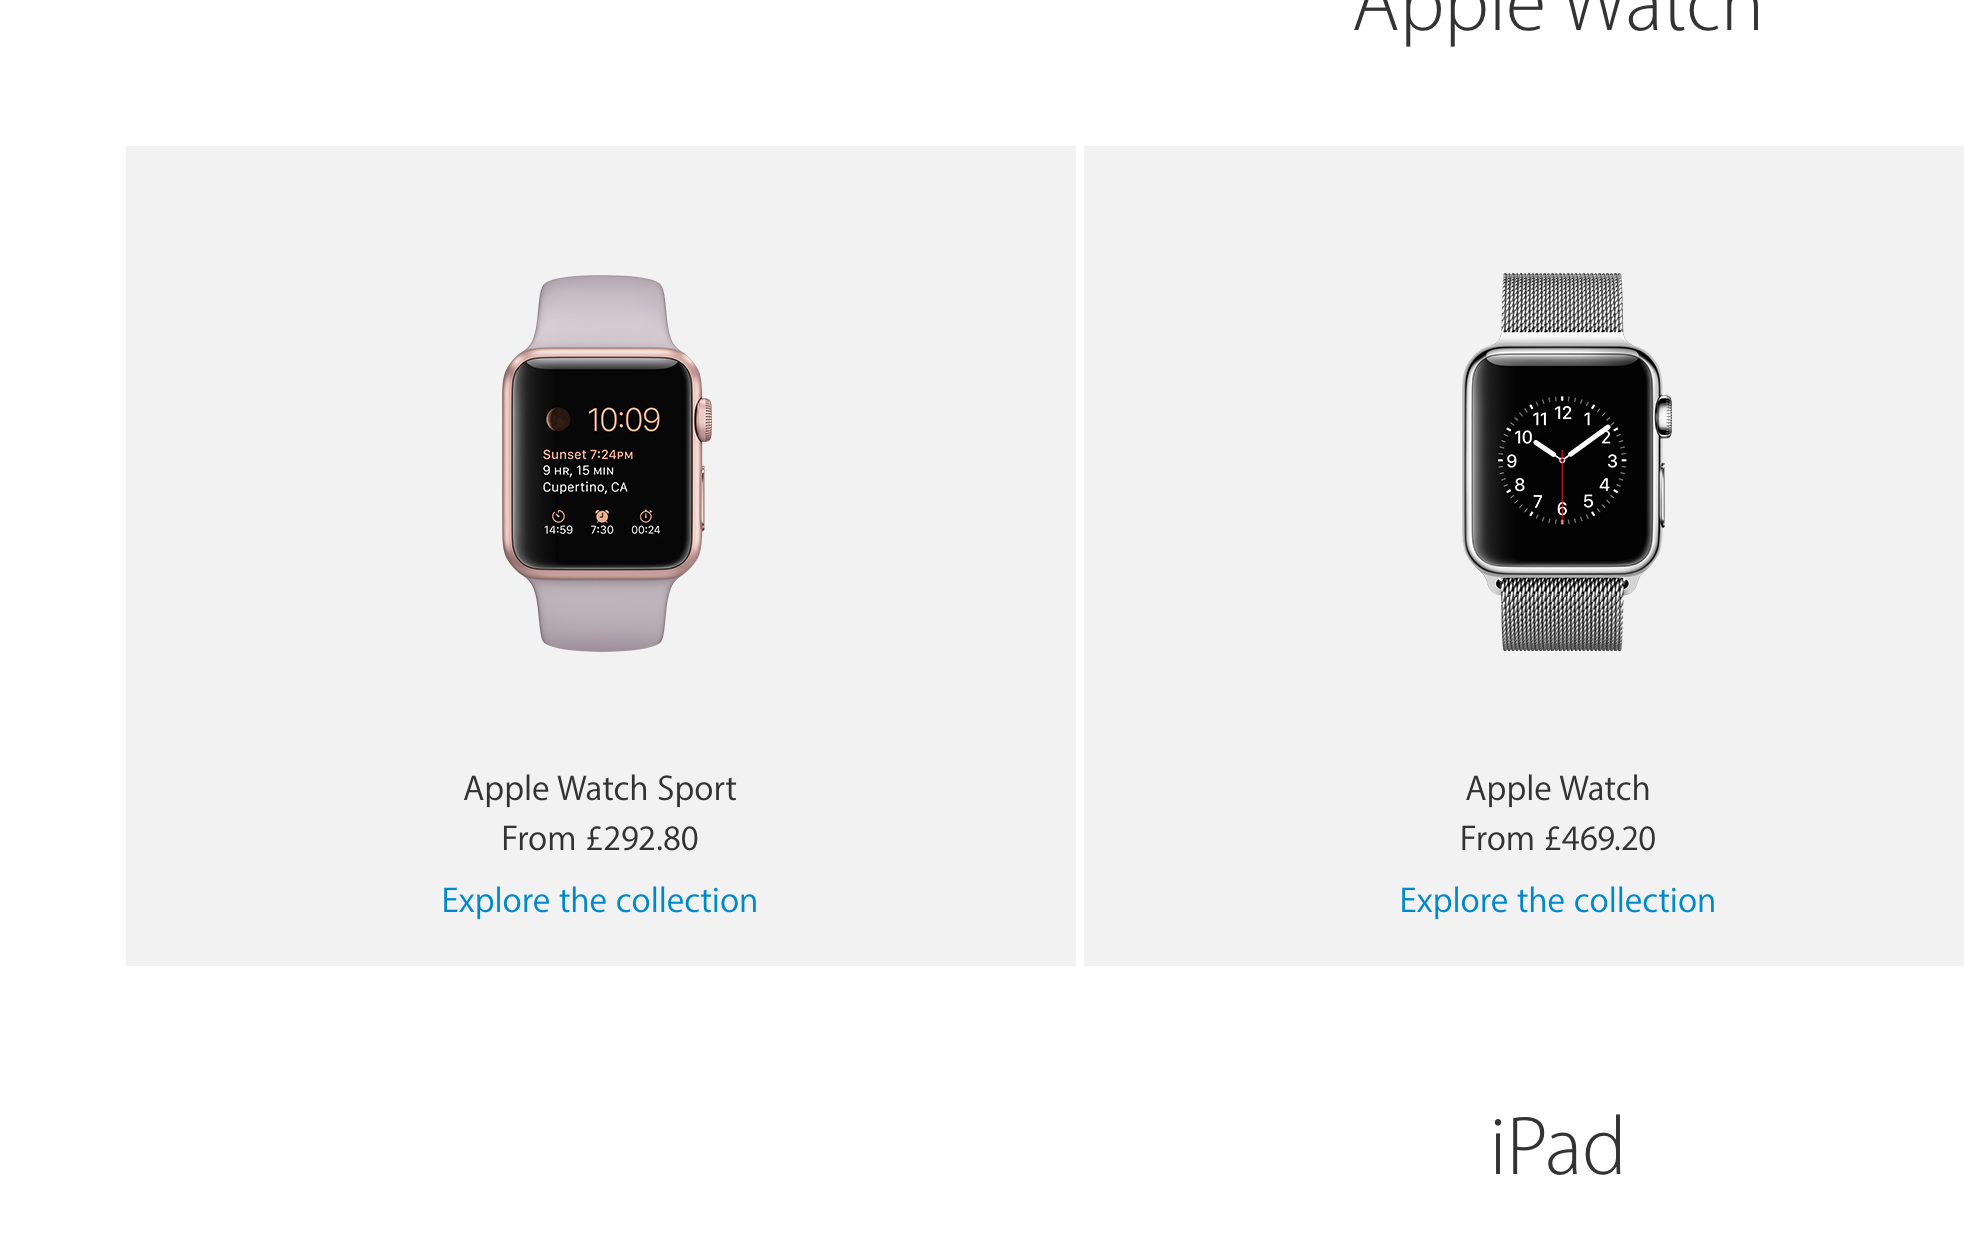 Apple Watch
10:09
Sunset 7:24PM
9 HR, 15 MIN
Cupertino, CA
14:59 7:30 00:24
12
11 1
10 2
9 3
8 4
7 5
6
Apple Watch Sport
From £292.80
Explore the collection
Apple Watch
From £469.20
Explore the collection
iPad